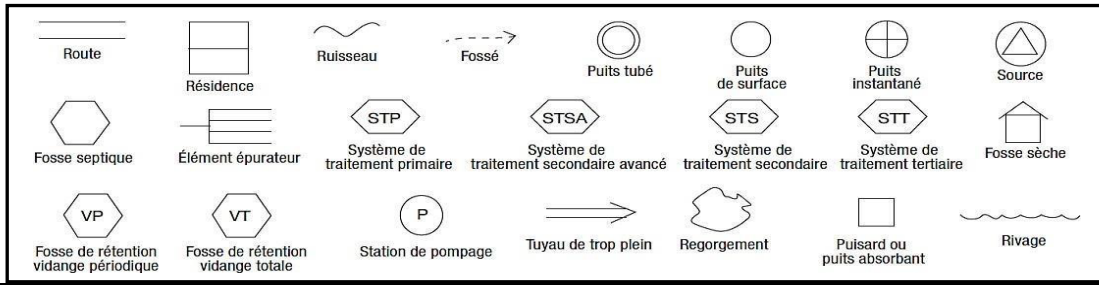 Route
Résidence
Ruisseau
Fossé
Puits tubé
Puits
de surface
Puits
instantané
Source
Fosse septique
Élément épurateur
STP
Système de
traitement primaire
STSA
Système de
traitement secondaire avancé
STS
Système de
traitement secondaire
STT
Système de
traitement tertiaire
Fosse sèche
VP
Fosse de rétention
vidange périodique
VT
Fosse de rétention
vidange totale
P
Station de pompage
Tuyau de trop plein
Regorgement
Puisard ou
puits absorbant
Rivage